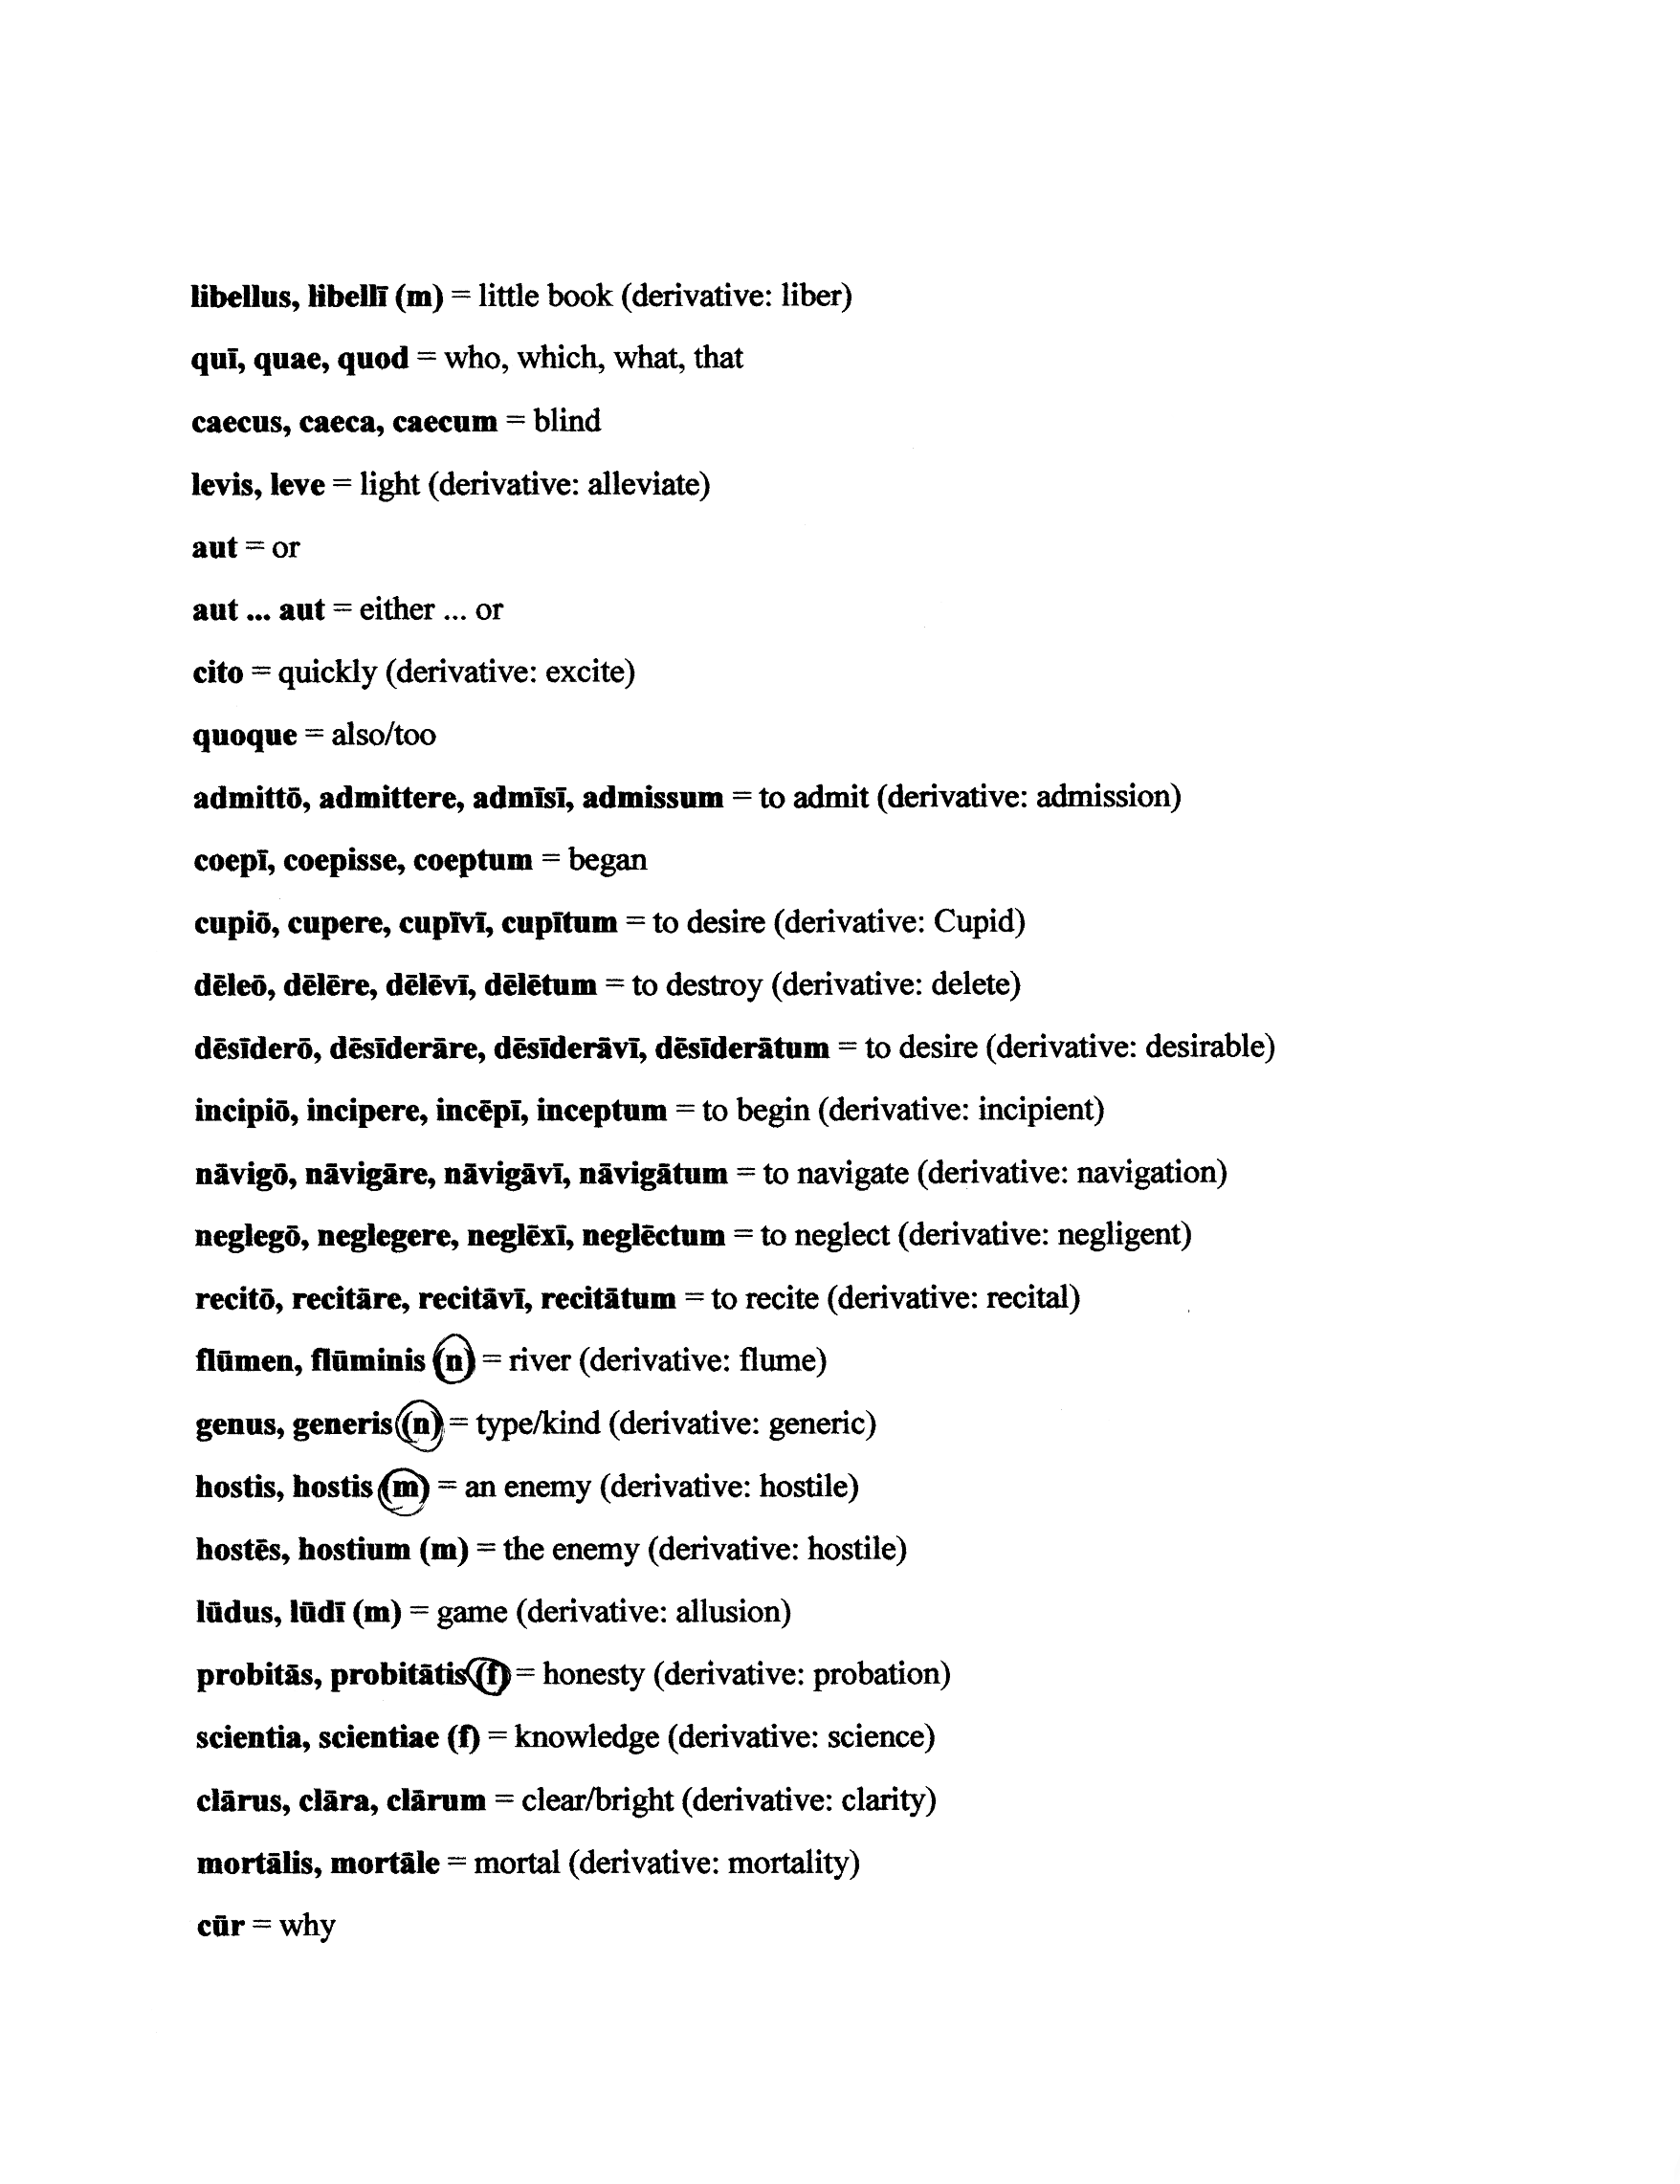 libellus, libellī (m) = little book (derivative: liber)
quī, quae, quod = who, which, what, that
caecus, caeca, caecum = blind
levis, leve = light (derivative: alleviate)
aut = or
aut ... aut = either ... or
cito = quickly (derivative: excite)
quoque = also/too
admittō, admittere, admīsī, admissum = to admit (derivative: admission)
coepī, coepisse, coeptum = began
cupiō, cupere, cupīvī, cupītum = to desire (derivative: Cupid)
dēleō, dēlēre, dēlēvī, dēlētum = to destroy (derivative: delete)
dēsīderō, dēsīderāre, dēsīderāvī, dēsīderātum = to desire (derivative: desirable)
incipiō, incipere, incēpī, inceptum = to begin (derivative: incipient)
nāvigō, nāvigāre, nāvigāvī, nāvigātum = to navigate (derivative: navigation)
neglegō, neglegere, neglēxī, neglēctum = to neglect (derivative: negligent)
recitō, recitāre, recitāvī, recitātum = to recite (derivative: recital)
flūmen, flūminis (n) = river (derivative: flume)
genus, generis (n) = type/kind (derivative: generic)
hostis, hostis (m) = an enemy (derivative: hostile)
hostēs, hostium (m) = the enemy (derivative: hostile)
lūdus, lūdī (m) = game (derivative: allusion)
probitās, probitātis (f) = honesty (derivative: probation)
scientia, scientiae (f) = knowledge (derivative: science)
clārus, clāra, clārum = clear/bright (derivative: clarity)
mortālis, mortāle = mortal (derivative: mortality)
cūr = why